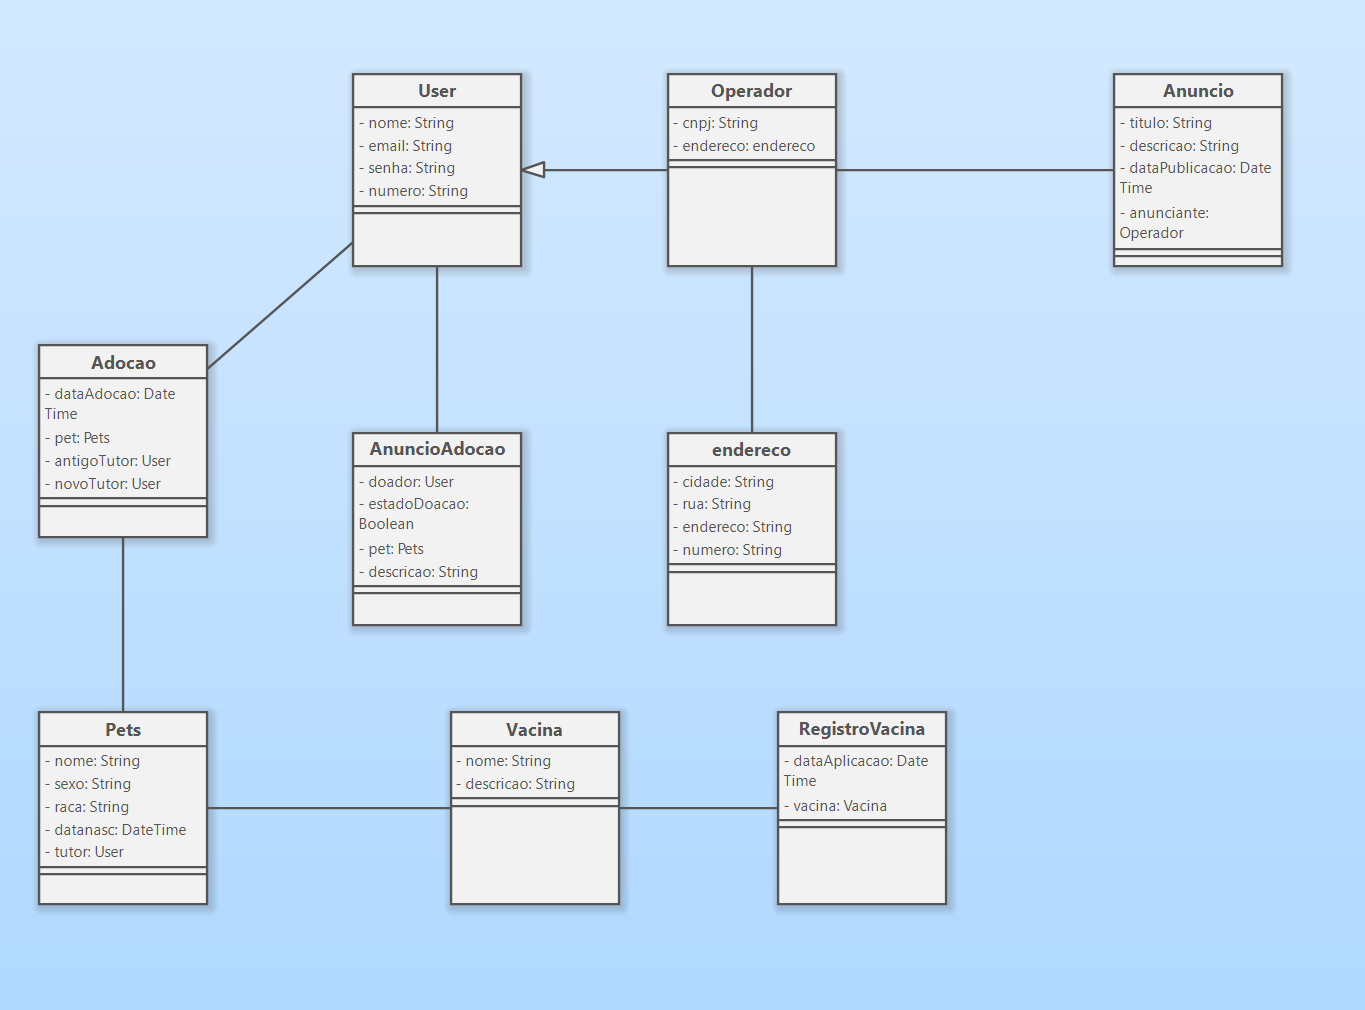 User
- nome: String
- email: String
- senha: String
- numero: String
Operador
- cnpj: String
- endereco: endereco
Anuncio
- titulo: String
- descricao: String
- dataPublicacao: Date
Time
- anunciante:
Operador
Adocao
- dataAdocao: Date
Time
- pet: Pets
- antigoTutor: User
- novoTutor: User
AnuncioAdocao
- doador: User
- estadoDoacao:
Boolean
- pet: Pets
- descricao: String
endereco
- cidade: String
- rua: String
- endereco: String
- numero: String
Pets
- nome: String
- sexo: String
- raca: String
- datanasc: DateTime
- tutor: User
Vacina
- nome: String
- descricao: String
RegistroVacina
- dataAplicacao: Date
Time
- vacina: Vacina